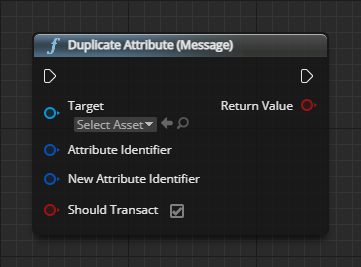 f Duplicate Attribute (Message)
Target Return Value
Select Asset
Attribute Identifier
New Attribute Identifier
Should Transact